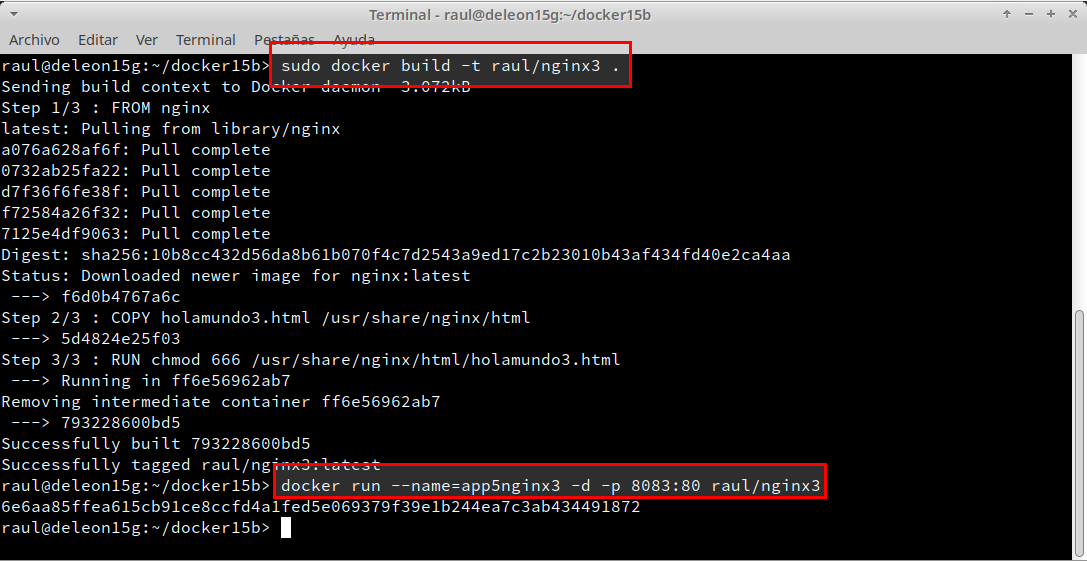 Terminal - raul@deleon15g:~/docker15b
Archivo Editar Ver Terminal Pestañas Ayuda
raul@deleon15g:~/docker15b> sudo docker build -t raul/nginx3 .
Sending build context to Docker daemon  3.072kB
Step 1/3 : FROM nginx
latest: Pulling from library/nginx
a076a628af6f: Pull complete
0732ab25fa22: Pull complete
d7f36f6fe38f: Pull complete
f72584a26f32: Pull complete
7125e4df9063: Pull complete
Digest: sha256:10b8cc432d56da8b61b070f4c7d2543a9ed17c2b23010b43af434fd40e2ca4aa
Status: Downloaded newer image for nginx:latest
 ---> f6d0b4767a6c
Step 2/3 : COPY holamundo3.html /usr/share/nginx/html
 ---> 5d4824e25f03
Step 3/3 : RUN chmod 666 /usr/share/nginx/html/holamundo3.html
 ---> Running in ff6e56962ab7
Removing intermediate container ff6e56962ab7
 ---> 793228600bd5
Successfully built 793228600bd5
Successfully tagged raul/nginx3:latest
raul@deleon15g:~/docker15b> docker run --name=app5nginx3 -d -p 8083:80 raul/nginx3
6e6aa85ffea615cb91ce8ccfd4a1fed5e069379f39e1b244ea7c3ab434491872
raul@deleon15g:~/docker15b>